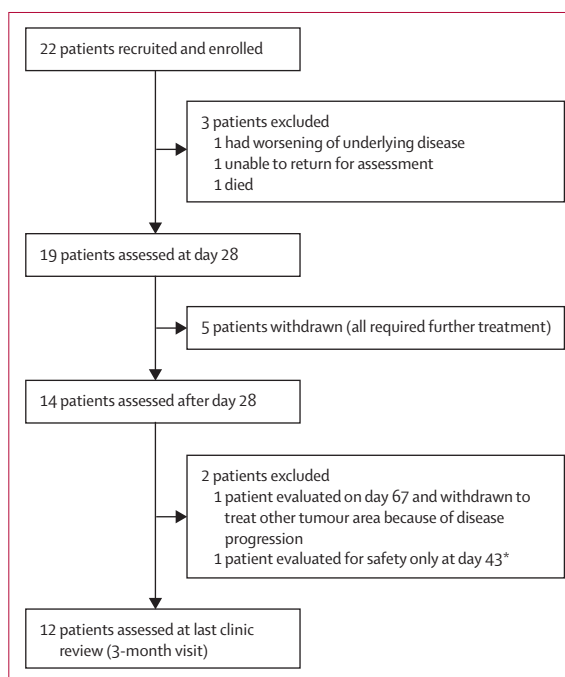 22 patients recruited and enrolled
3 patients excluded
1 had worsening of underlying disease
1 unable to return for assessment
1 died
19 patients assessed at day 28
5 patients withdrawn (all required further treatment)
14 patients assessed after day 28
2 patients excluded
1 patient evaluated on day 67 and withdrawn to
treat other tumour area because of disease
progression
1 patient evaluated for safety only at day 43*
12 patients assessed at last clinic
review (3-month visit)